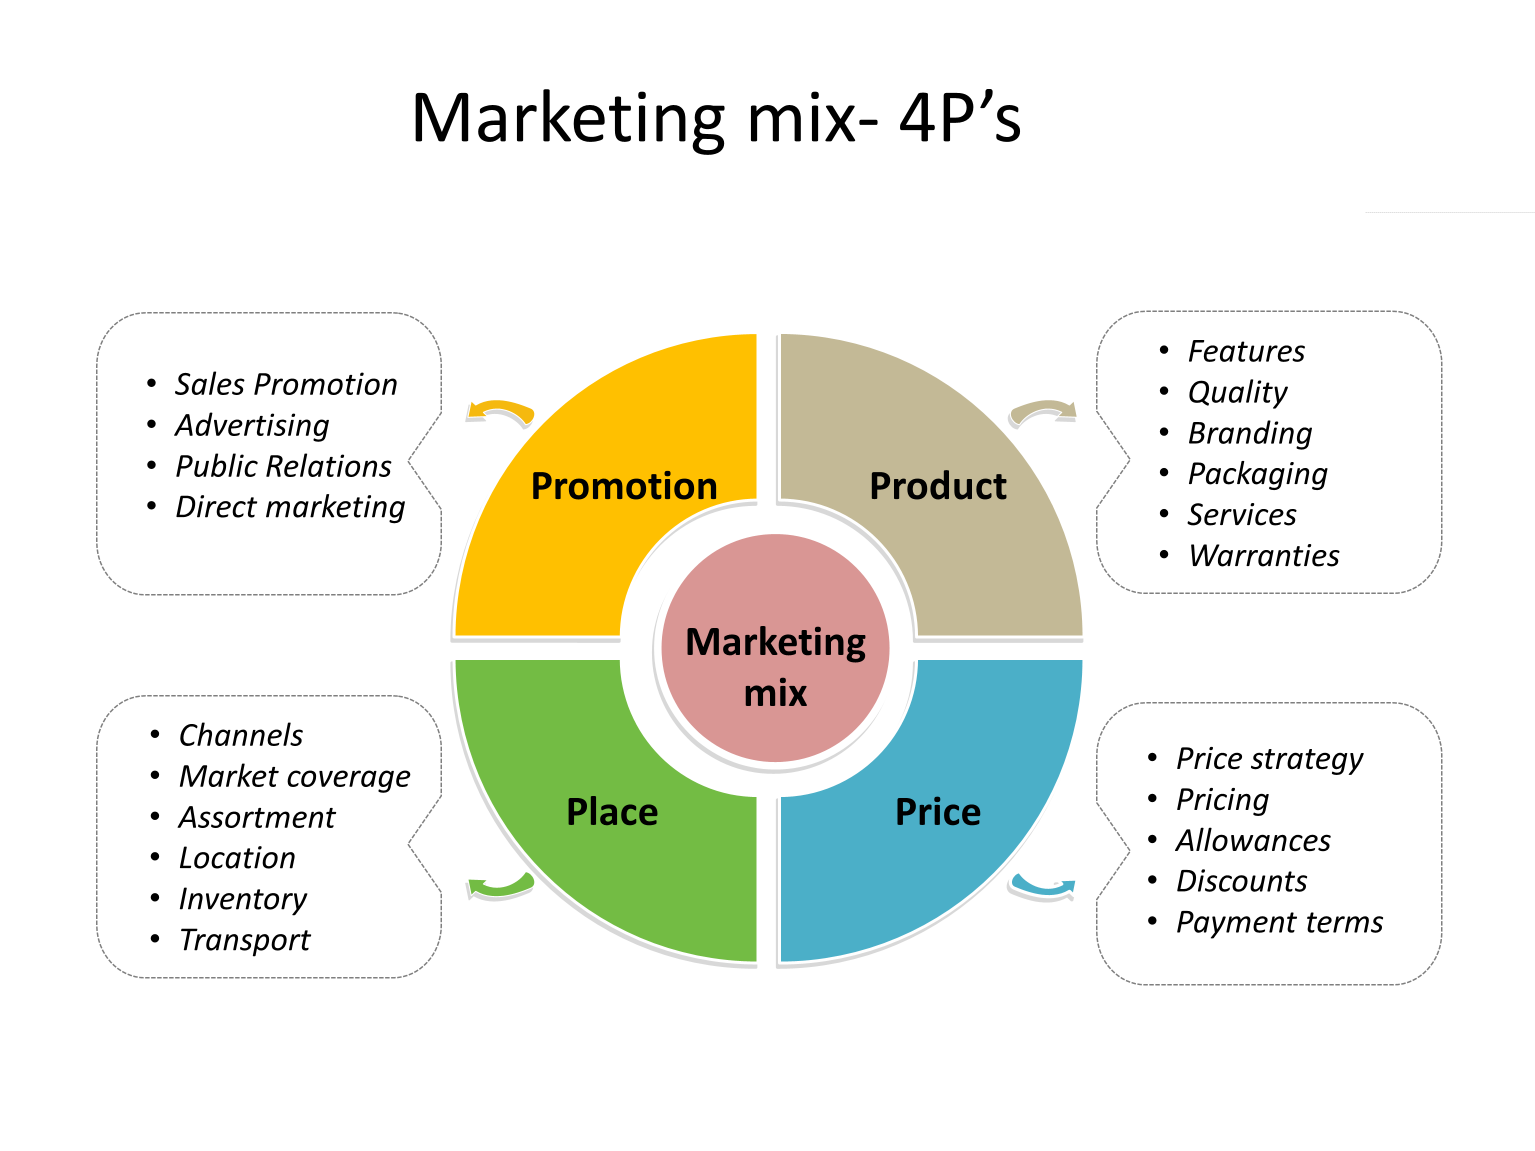 Marketing mix- 4P’s
• Sales Promotion
• Advertising
• Public Relations
• Direct marketing
Promotion
Product
• Features
• Quality
• Branding
• Packaging
• Services
• Warranties
Marketing
mix
• Channels
• Market coverage
• Assortment
• Location
• Inventory
• Transport
Place
Price
• Price strategy
• Pricing
• Allowances
• Discounts
• Payment terms